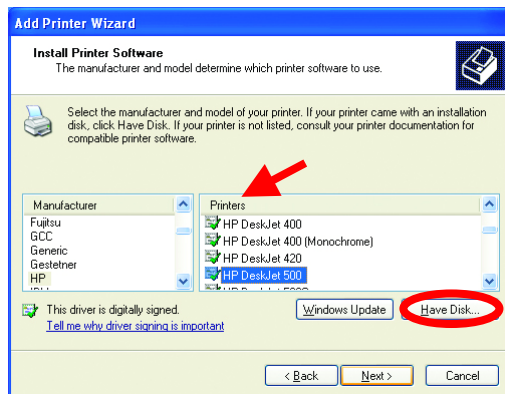 Add Printer Wizard
Install Printer Software
The manufacturer and model determine which printer software to use.
Select the manufacturer and model of your printer. If your printer came with an installation
disk, click Have Disk. If your printer is not listed, consult your printer documentation for
compatible printer software.
Manufacturer
Fujitsu
GCC
Generic
Gestetner
HP
Printers
HP DeskJet 400
HP DeskJet 400 (Monochrome)
HP DeskJet 420
HP DeskJet 500
This driver is digitally signed.
Tell me why driver signing is important
Windows Update
Have Disk...
< Back
Next >
Cancel